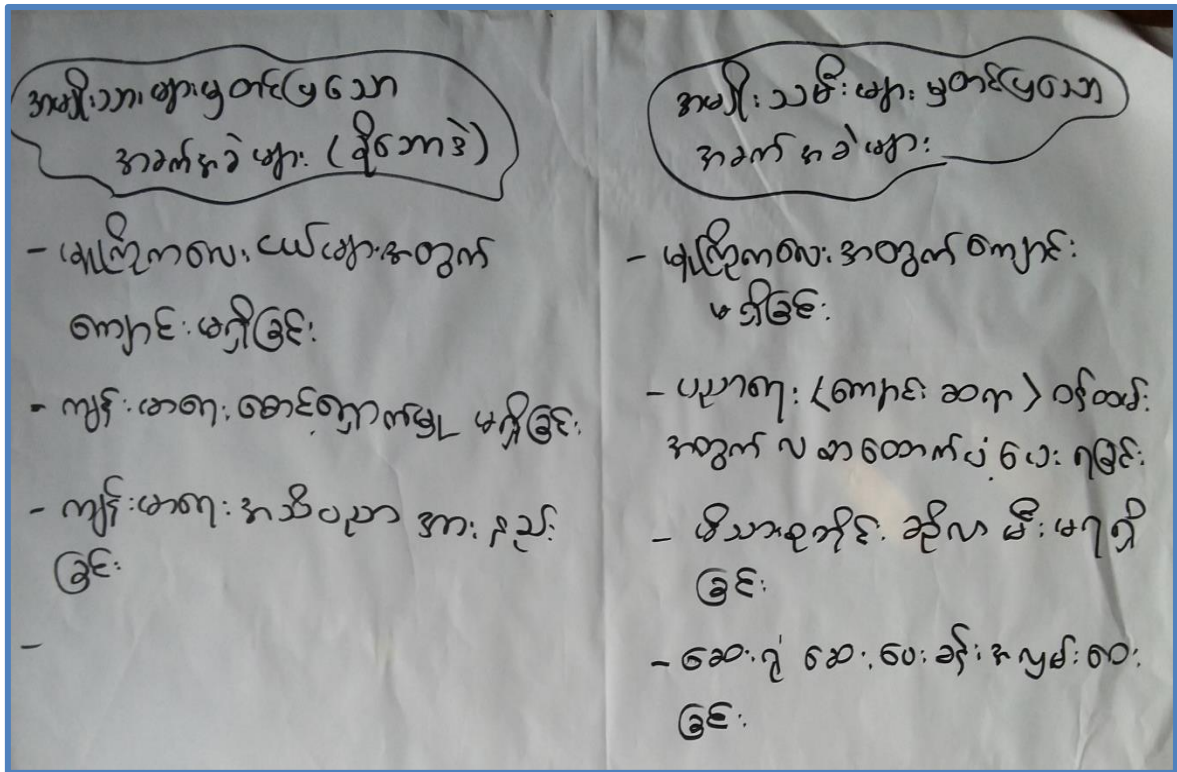 အမျိုးသားများမှတင်ပြသော
အခက်အခဲများ (ခိုဘောဒဲ)
- မူကြိုကလေးငယ်များအတွက်
ကျောင်းမရှိခြင်း
- ကျန်းမာရေးစောင့်ရှောက်မှု မရှိခြင်း
- ကျန်းမာရေးအသိပညာ အားနည်း
ခြင်း
-
အမျိုးသမီးများမှတင်ပြသော
အခက်အခဲများ
- မူကြိုကလေးအတွက် ကျောင်း
မရှိခြင်း
- ပညာရေး (ကျောင်းဆရာ) ဝန်ထမ်း
အတွက် လစာထောက်ပံ့ပေးရခြင်း
- မိသားစုတိုင်း ဆိုလာမီးမရရှိ
ခြင်း
- ဆေးရုံ ဆေးပေးခန်းအလှမ်းဝေး
ခြင်း